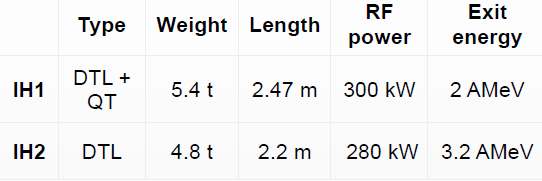 Type Weight Length RF power Exit energy
IH1 DTL + QT 5.4 t 2.47 m 300 kW 2 AMeV
IH2 DTL 4.8 t 2.2 m 280 kW 3.2 AMeV